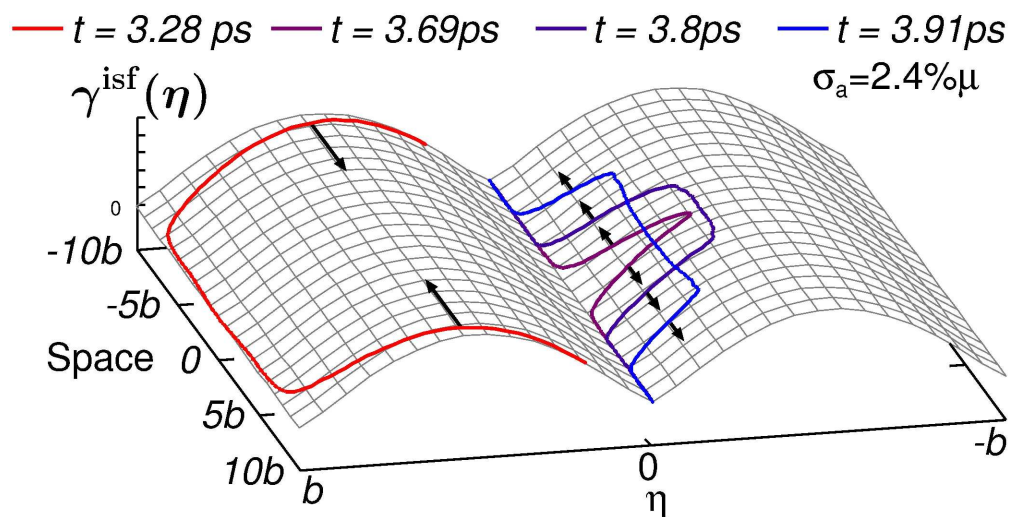 t = 3.28 ps t = 3.69ps t = 3.8ps t = 3.91ps
σa=2.4%μ
γisf(η)
0
-10b
-5b
Space 0
5b
10b
b 0 -b
η